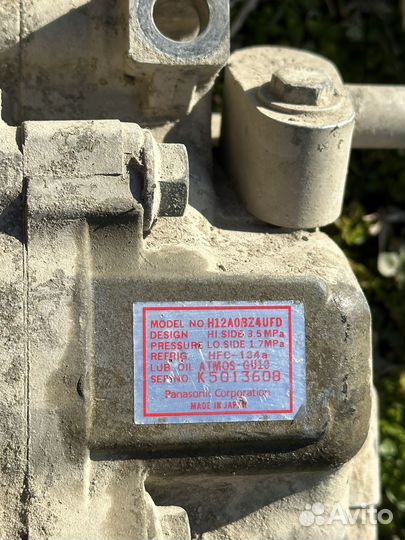 MODEL NO H12A0BZ4UFD
DESIGN HI.SIDE 3.5 MPa
PRESSURE LO SIDE 1.7MPa
REFRIG HFC-134a
LUB. OIL ATMOS-GU10
SER NO. K5013608
Panasonic Corporation
MADE IN JAPAN
Avito